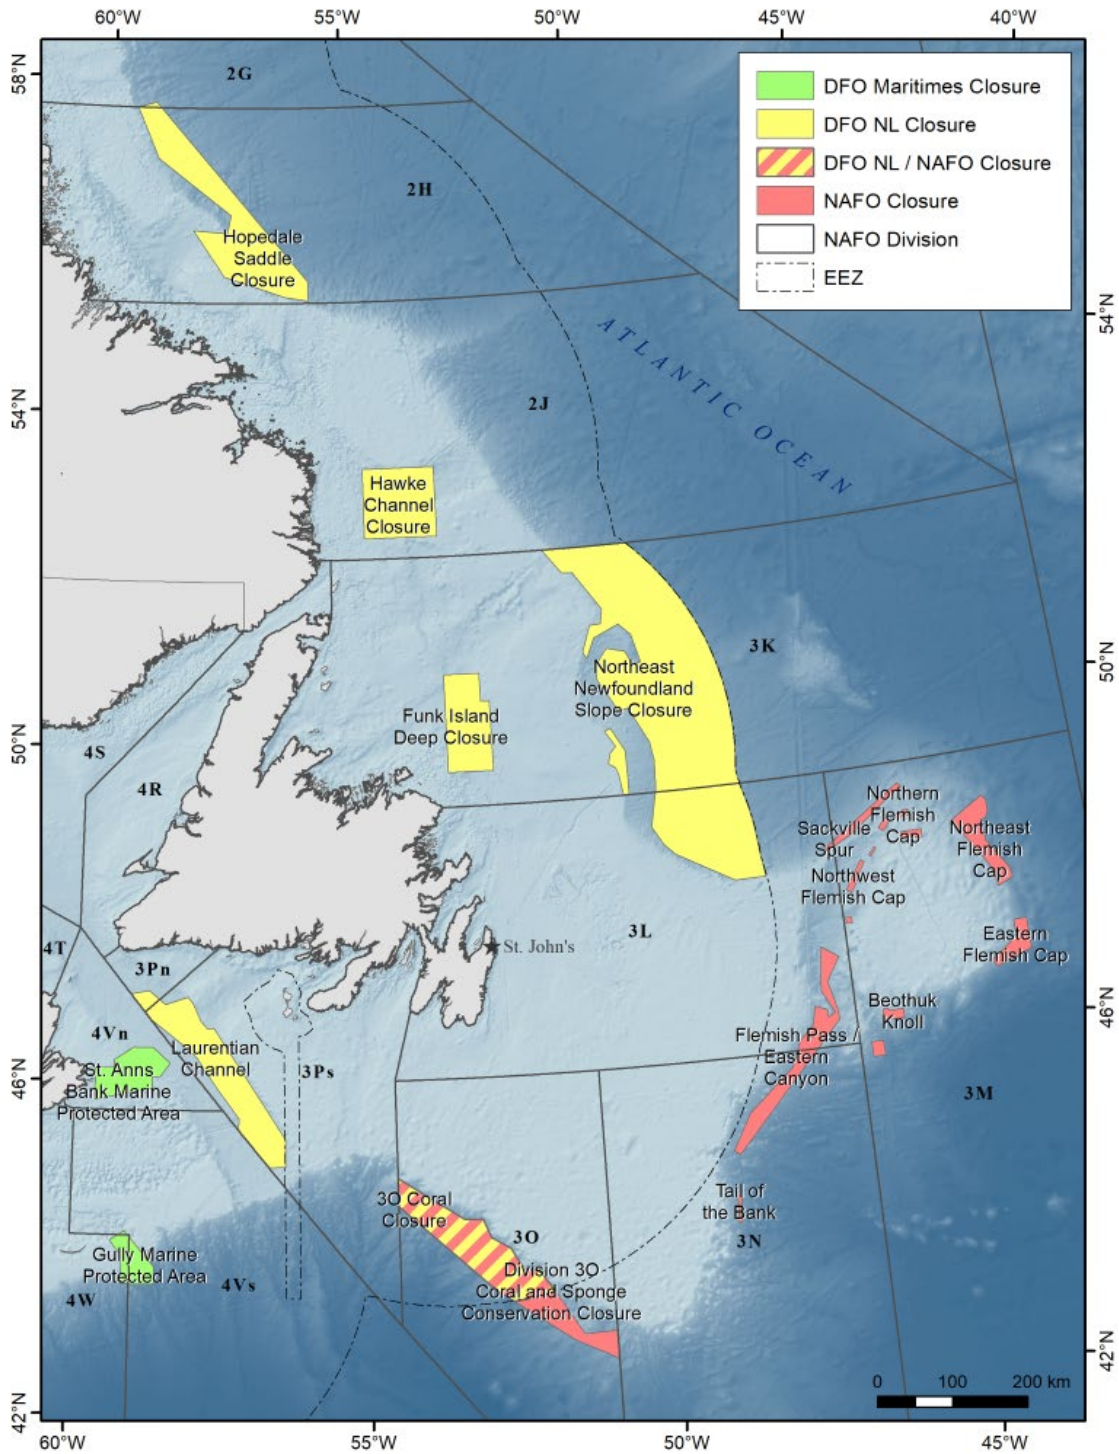 60°W 55°W 50°W 45°W 40°W
58°N
2G
DFO Maritimes Closure
DFO NL Closure
DFO NL / NAFO Closure
NAFO Closure
NAFO Division
EEZ
2H
Hopedale
Saddle
Closure
54°N
ATLANTIC OCEAN
54°N
2J
Hawke
Channel
Closure
3K
50°N
Northeast
Newfoundland
Slope Closure
Funk Island
Deep Closure
50°N
4S
4R
Northern
Flemish
Cap
Sackville
Spur
Northeast
Flemish
Cap
Northwest
Flemish Cap
3L
St. John's
Eastern
Flemish Cap
4T
3Pn
Beothuk
Knoll
46°N
4Vn
Laurentian
Channel
Flemish Pass /
Eastern
Canyon
3Ps
46°N
St. Anns
Bank Marine
Protected Area
3M
3O Coral
Closure
Tail of
the Bank
3O
3N
Gully Marine
Protected Area
4Vs
4W
Division 3O
Coral and Sponge
Conservation Closure
42°N
0 100 200 km
42°N
60°W 55°W 50°W 45°W